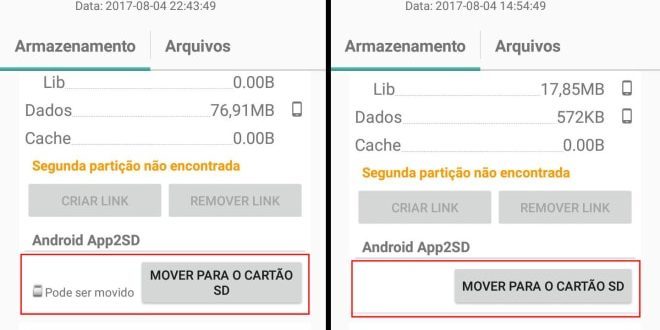 Data: 2017-08-04 22:43:49
Armazenamento Arquivos
Lib 0.00B
Dados 76,91MB
Cache 0.00B
Segunda partição não encontrada
CRIAR LINK REMOVER LINK
Android App2SD
Pode ser movido
MOVER PARA O CARTÃO
SD
Data: 2017-08-04 14:54:49
Armazenamento Arquivos
Lib 17,85MB
Dados 572KB
Cache 0.00B
Segunda partição não encontrada
CRIAR LINK REMOVER LINK
Android App2SD
MOVER PARA O CARTÃO SD